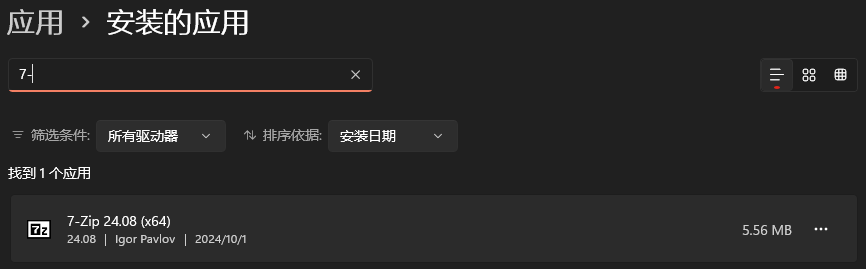 应用 > 安装的应用
7-
筛选条件: 所有驱动器 排序依据: 安装日期
找到 1 个应用
7z 7-Zip 24.08 (x64)
24.08 | Igor Pavlov | 2024/10/1 5.56 MB